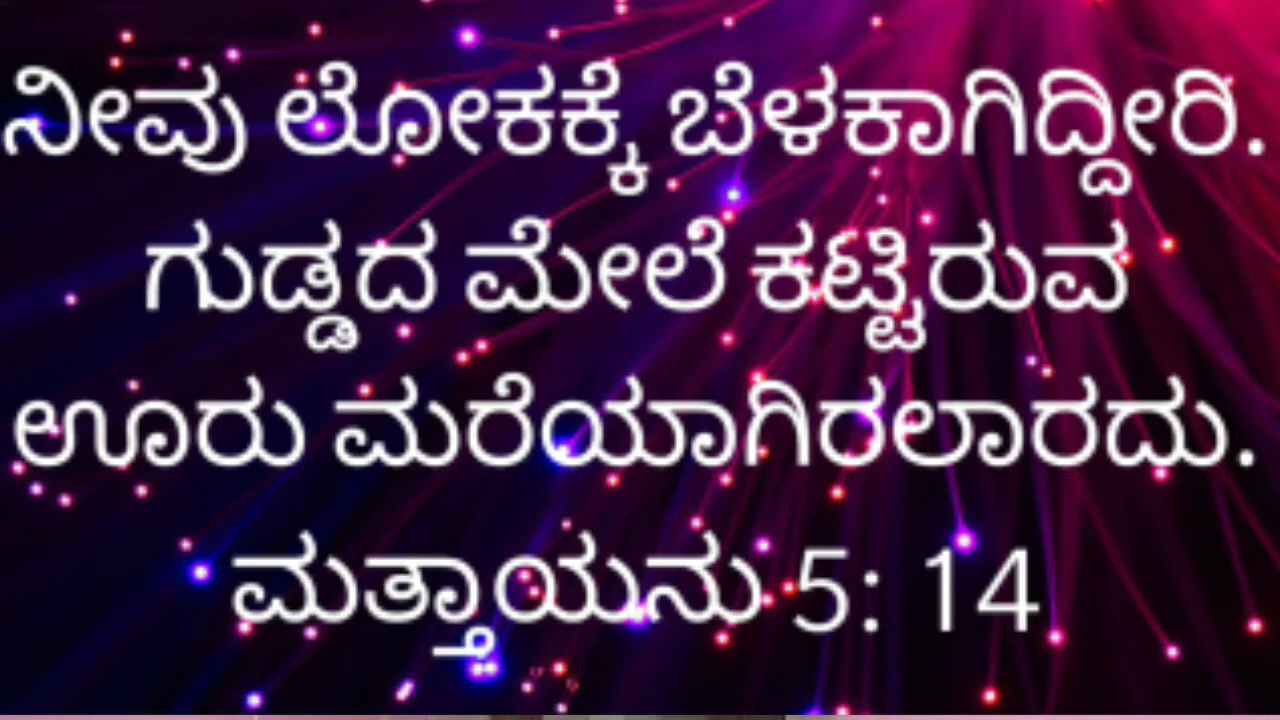 ನೀವು ಲೋಕಕ್ಕೆ ಬೆಳಕಾಗಿದ್ದೀರಿ.
ಗುಡ್ಡದ ಮೇಲೆ ಕಟ್ಟಿರುವ
ಊರು ಮರೆಯಾಗಿರಲಾರದು.
ಮತ್ತಾಯನು 5: 14